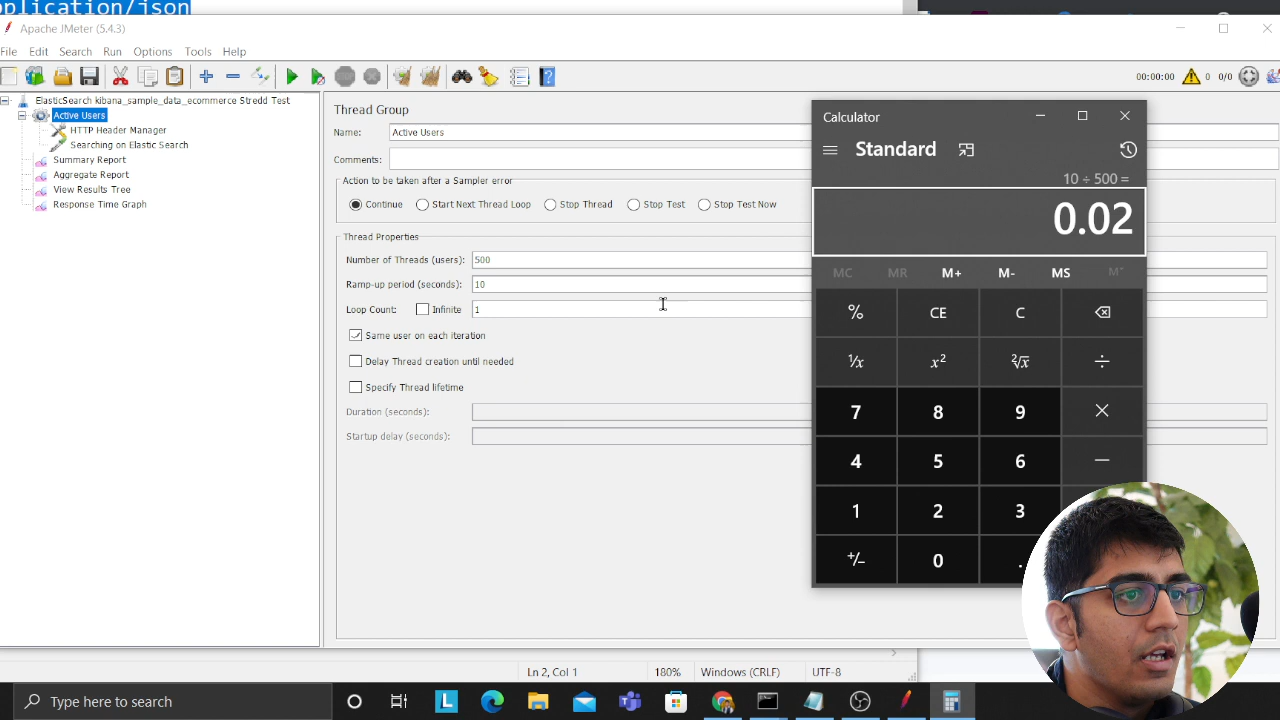 plication/json
Apache JMeter (5.4.3)
File Edit Search Run Options Tools Help
00:00:00 0 0/0
ElasticSearch kibana_sample_data_ecommerce Stredd Test
Active Users
HTTP Header Manager
Searching on Elastic Search
Summary Report
Aggregate Report
View Results Tree
Response Time Graph
Thread Group
Name: Active Users
Comments:
Action to be taken after a Sampler error
Continue Start Next Thread Loop Stop Thread Stop Test Stop Test Now
Thread Properties
Number of Threads (users): 500
Ramp-up period (seconds): 10
Loop Count: Infinite 1
Same user on each iteration
Delay Thread creation until needed
Specify Thread lifetime
Duration (seconds):
Startup delay (seconds):
Calculator
Standard
10 ÷ 500 =
0.02
MC MR M+ M- MS M˅
% CE C
⅟x x² ²√x ÷
7 8 9 ×
4 5 6 −
1 2 3
+/- 0 .
Ln 2, Col 1 180% Windows (CRLF) UTF-8
Type here to search
L